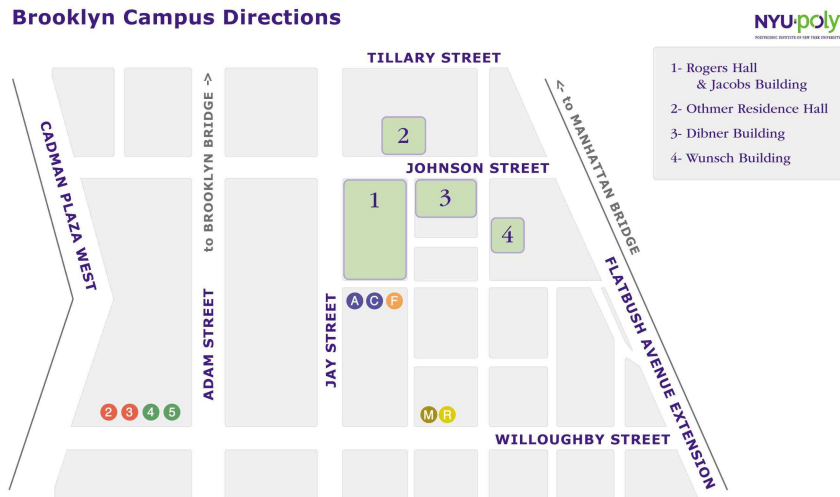 Brooklyn Campus Directions
NYU·poly
POLYTECHNIC INSTITUTE OF NEW YORK UNIVERSITY
1- Rogers Hall
& Jacobs Building
2- Othmer Residence Hall
3- Dibner Building
4- Wunsch Building
TILLARY STREET
JOHNSON STREET
CADMAN PLAZA WEST
to BROOKLYN BRIDGE ->
ADAM STREET
JAY STREET
<- to MANHATTAN BRIDGE
FLATBUSH AVENUE EXTENSION
2
1
3
4
A C F
2 3 4 5
M R
WILLOUGHBY STREET